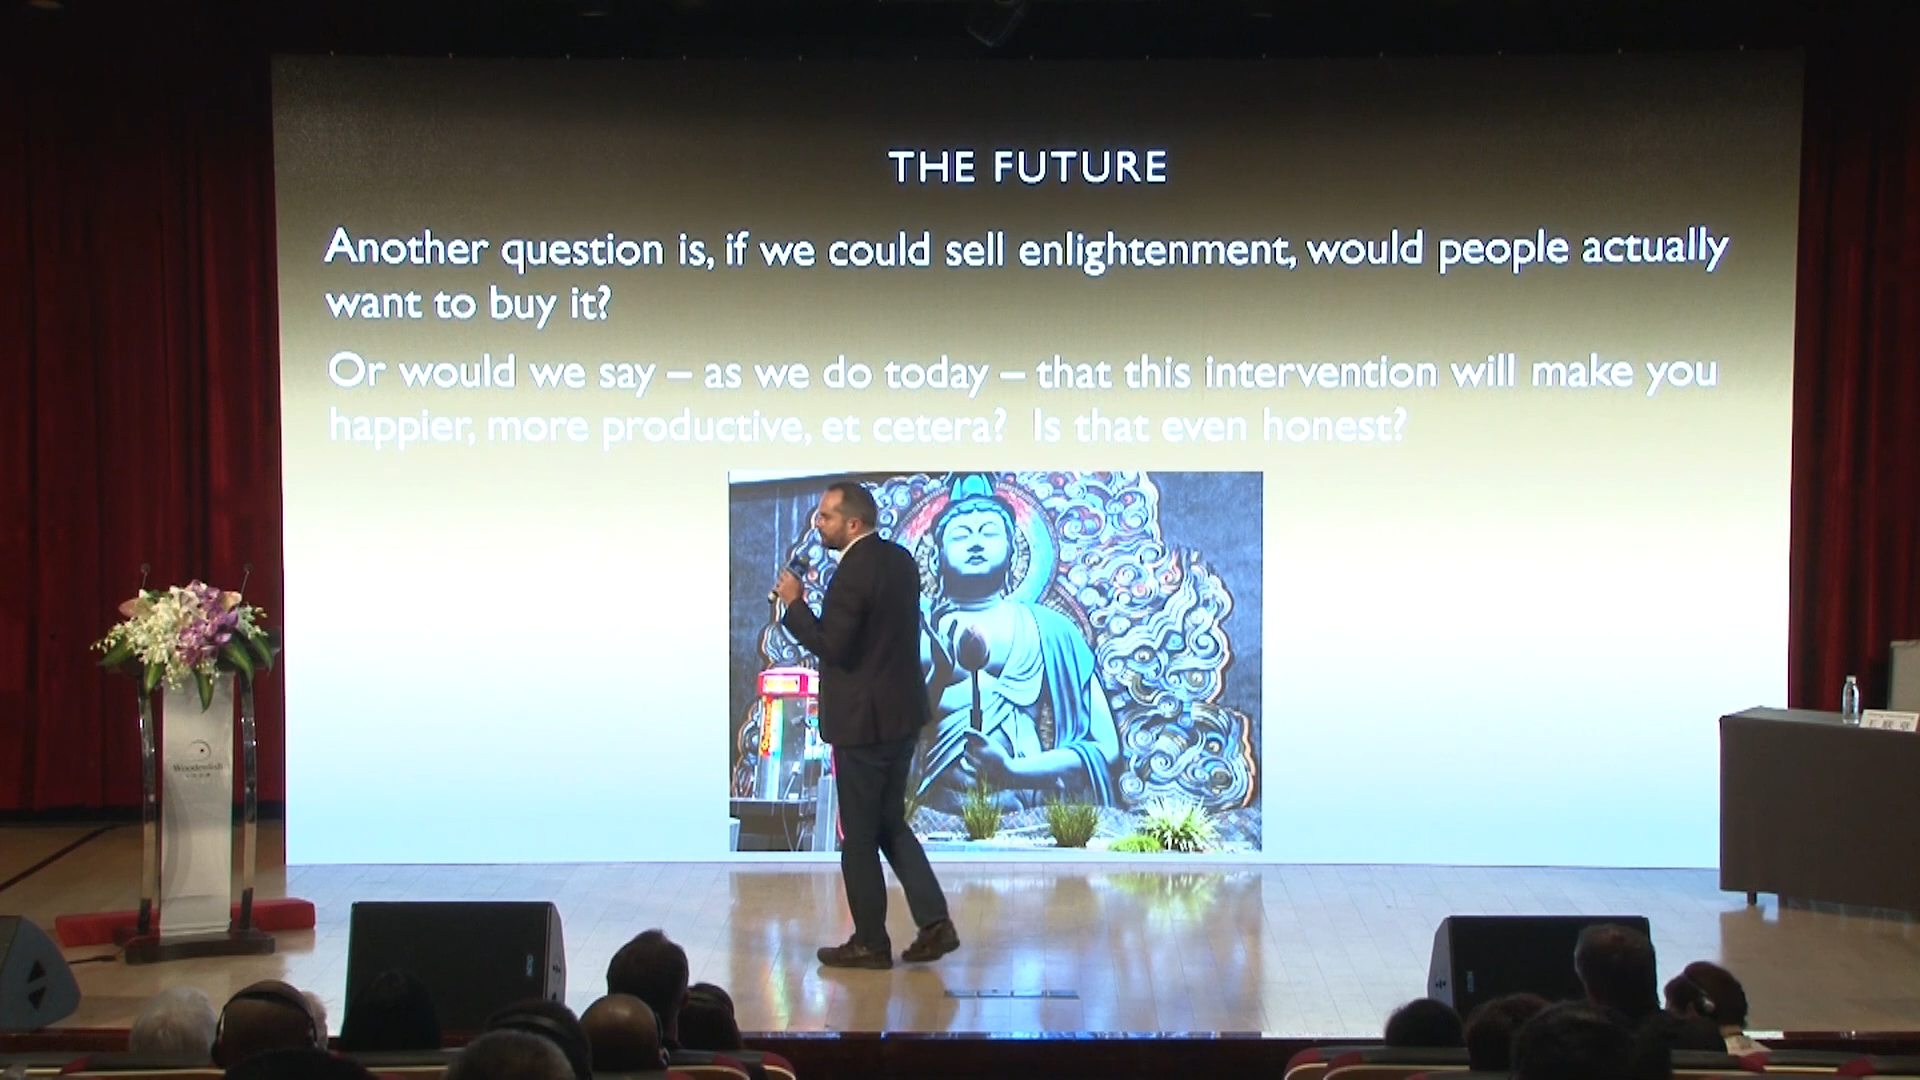 THE FUTURE
Another question is, if we could sell enlightenment, would people actually
want to buy it?
Or would we say – as we do today – that this intervention will make you
happier, more productive, et cetera?  Is that even honest?
Woodenfish